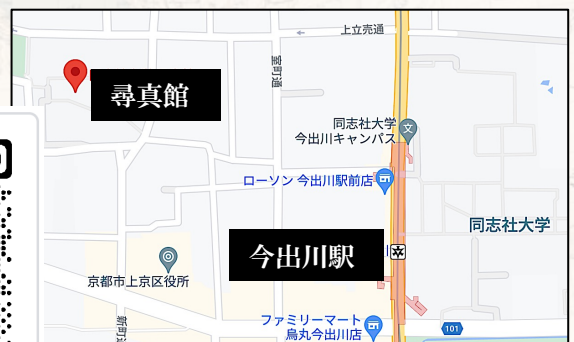 上立売通
室町通
尋真館
同志社大学
今出川キャンパス
文
ローソン 今出川駅前店
同志社大学
今出川駅
京都市上京区役所
新町
101
ファミリーマート
烏丸今出川店